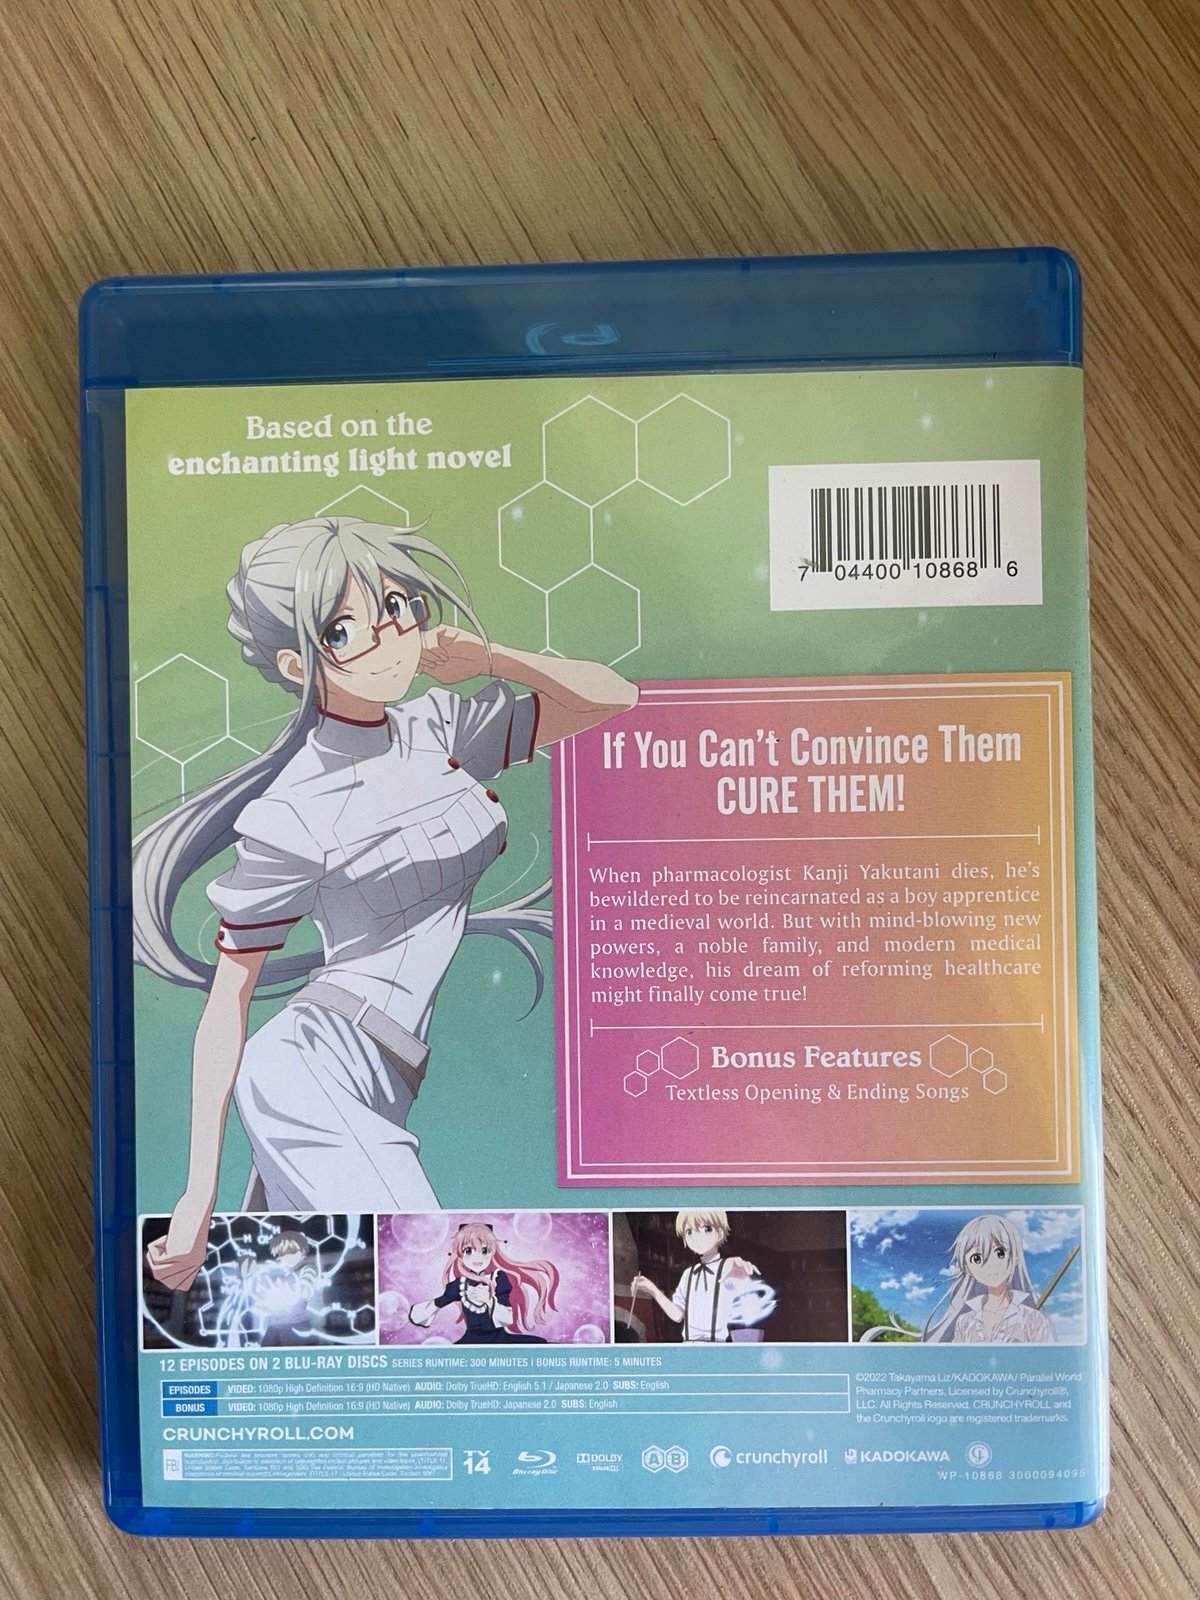 Based on the
enchanting light novel
7 04400 10868 6
If You Can't Convince Them
CURE THEM!
When pharmacologist Kanji Yakutani dies, he's
bewildered to be reincarnated as a boy apprentice
in a medieval world. But with mind-blowing new
powers, a noble family, and modern medical
knowledge, his dream of reforming healthcare
might finally come true!
Bonus Features
Textless Opening & Ending Songs
12 EPISODES ON 2 BLU-RAY DISCS SERIES RUNTIME: 300 MINUTES | BONUS RUNTIME: 5 MINUTES
EPISODES VIDEO: 1080p High Definition 16:9 (HD Native) AUDIO: Dolby TrueHD: English 5.1 / Japanese 2.0 SUBS: English
BONUS VIDEO: 1080p High Definition 16:9 (HD Native) AUDIO: Dolby TrueHD: Japanese 2.0 SUBS: English
©2022 Takayama Liz/KADOKAWA/ Parallel World
Pharmacy Partners. Licensed by Crunchyroll®,
LLC. All Rights Reserved. CRUNCHYROLL and
the Crunchyroll logo are registered trademarks.
CRUNCHYROLL.COM
FBI
TV
14
Blu-ray Disc
DOLBY
TRUEHD
A B
crunchyroll
KADOKAWA
WP-10868 3000094095